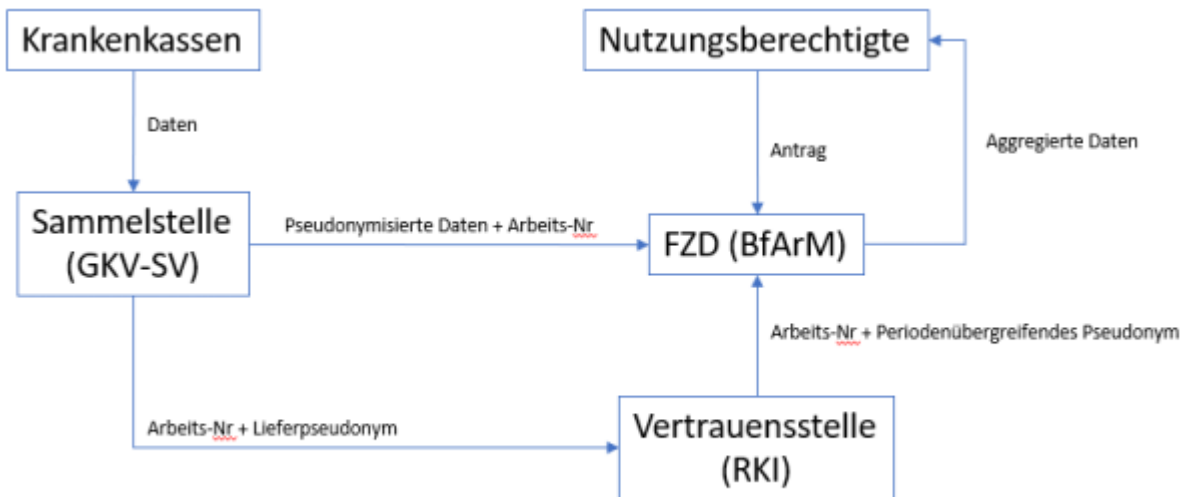 Krankenkassen
Nutzungsberechtigte
Daten
Antrag
Aggregierte Daten
Sammelstelle
(GKV-SV)
Pseudonymisierte Daten + Arbeits-Nr
FZD (BfArM)
Arbeits-Nr + Periodenübergreifendes Pseudonym
Arbeits-Nr + Lieferpseudonym
Vertrauensstelle
(RKI)